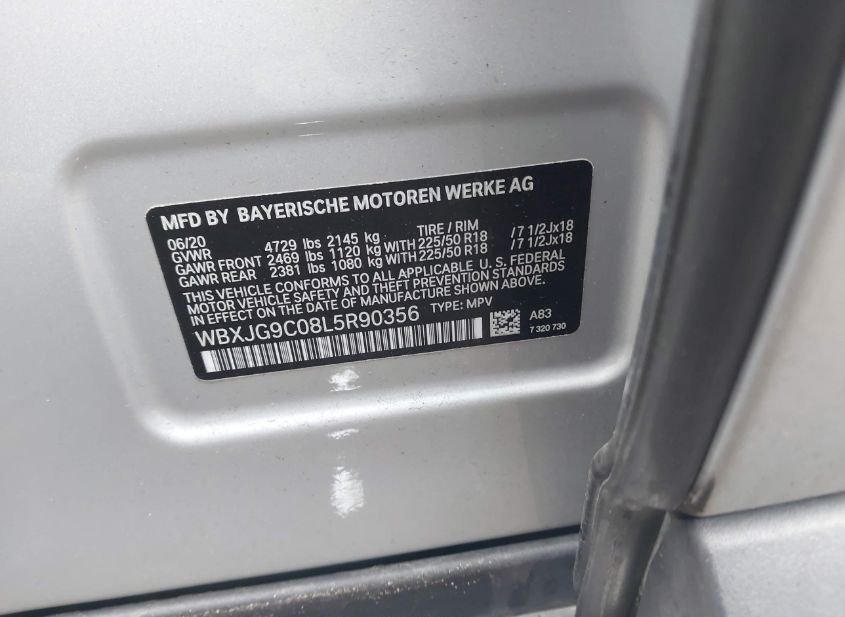 MFD BY BAYERISCHE MOTOREN WERKE AG
06/20 TIRE / RIM
GVWR 4729 lbs 2145 kg
GAWR FRONT 2469 lbs 1120 kg WITH 225/50 R18 /7 1/2Jx18
GAWR REAR 2381 lbs 1080 kg WITH 225/50 R18 /7 1/2Jx18
THIS VEHICLE CONFORMS TO ALL APPLICABLE U. S. FEDERAL
MOTOR VEHICLE SAFETY AND THEFT PREVENTION STANDARDS
IN EFFECT ON THE DATE OF MANUFACTURE SHOWN ABOVE.
WBXJG9C08L5R90356 TYPE: MPV
A83
7 320 730